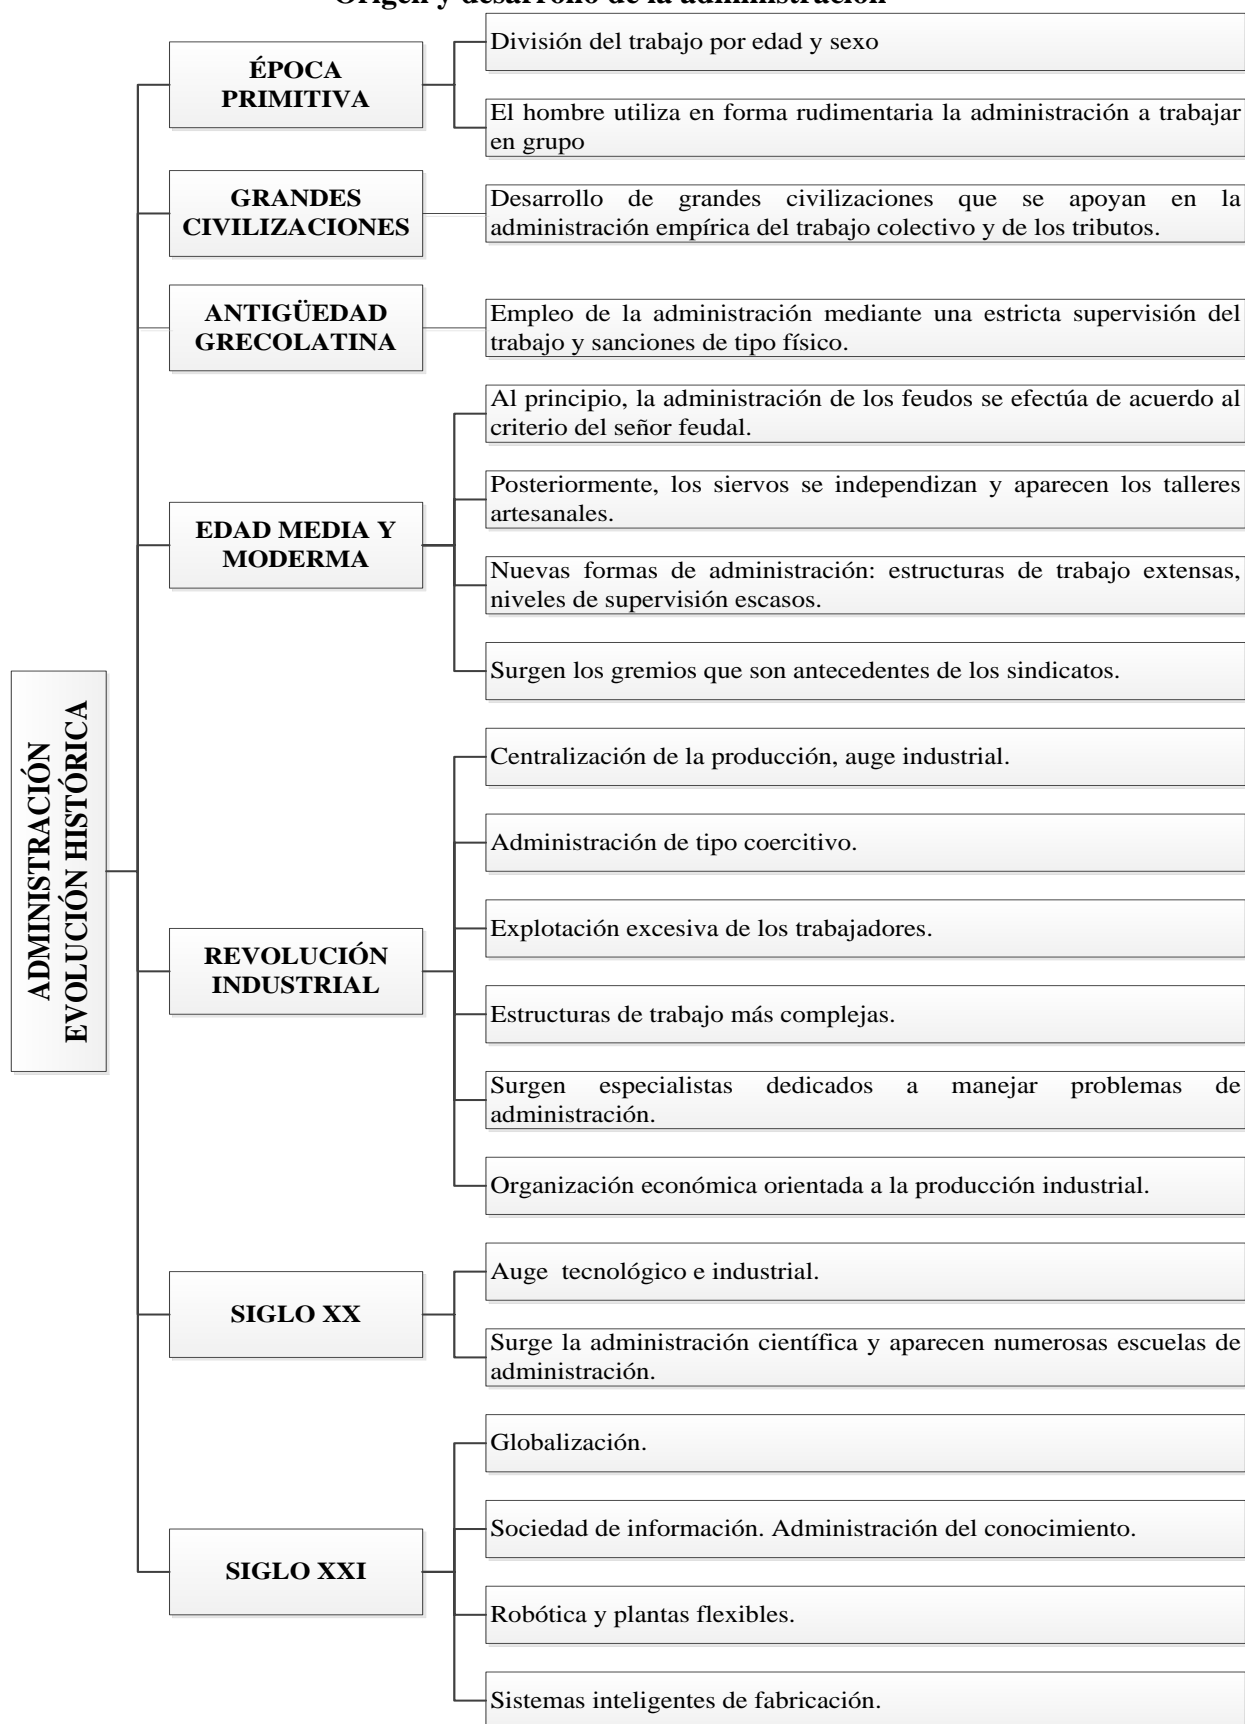 Origen y desarrollo de la administración
ADMINISTRACIÓN
EVOLUCIÓN HISTÓRICA
ÉPOCA
PRIMITIVA
División del trabajo por edad y sexo
El hombre utiliza en forma rudimentaria la administración a trabajar
en grupo
GRANDES
CIVILIZACIONES
Desarrollo de grandes civilizaciones que se apoyan en la
administración empírica del trabajo colectivo y de los tributos.
ANTIGÜEDAD
GRECOLATINA
Empleo de la administración mediante una estricta supervisión del
trabajo y sanciones de tipo físico.
EDAD MEDIA Y
MODERMA
Al principio, la administración de los feudos se efectúa de acuerdo al
criterio del señor feudal.
Posteriormente, los siervos se independizan y aparecen los talleres
artesanales.
Nuevas formas de administración: estructuras de trabajo extensas,
niveles de supervisión escasos.
Surgen los gremios que son antecedentes de los sindicatos.
REVOLUCIÓN
INDUSTRIAL
Centralización de la producción, auge industrial.
Administración de tipo coercitivo.
Explotación excesiva de los trabajadores.
Estructuras de trabajo más complejas.
Surgen especialistas dedicados a manejar problemas de
administración.
Organización económica orientada a la producción industrial.
SIGLO XX
Auge tecnológico e industrial.
Surge la administración científica y aparecen numerosas escuelas de
administración.
SIGLO XXI
Globalización.
Sociedad de información. Administración del conocimiento.
Robótica y plantas flexibles.
Sistemas inteligentes de fabricación.